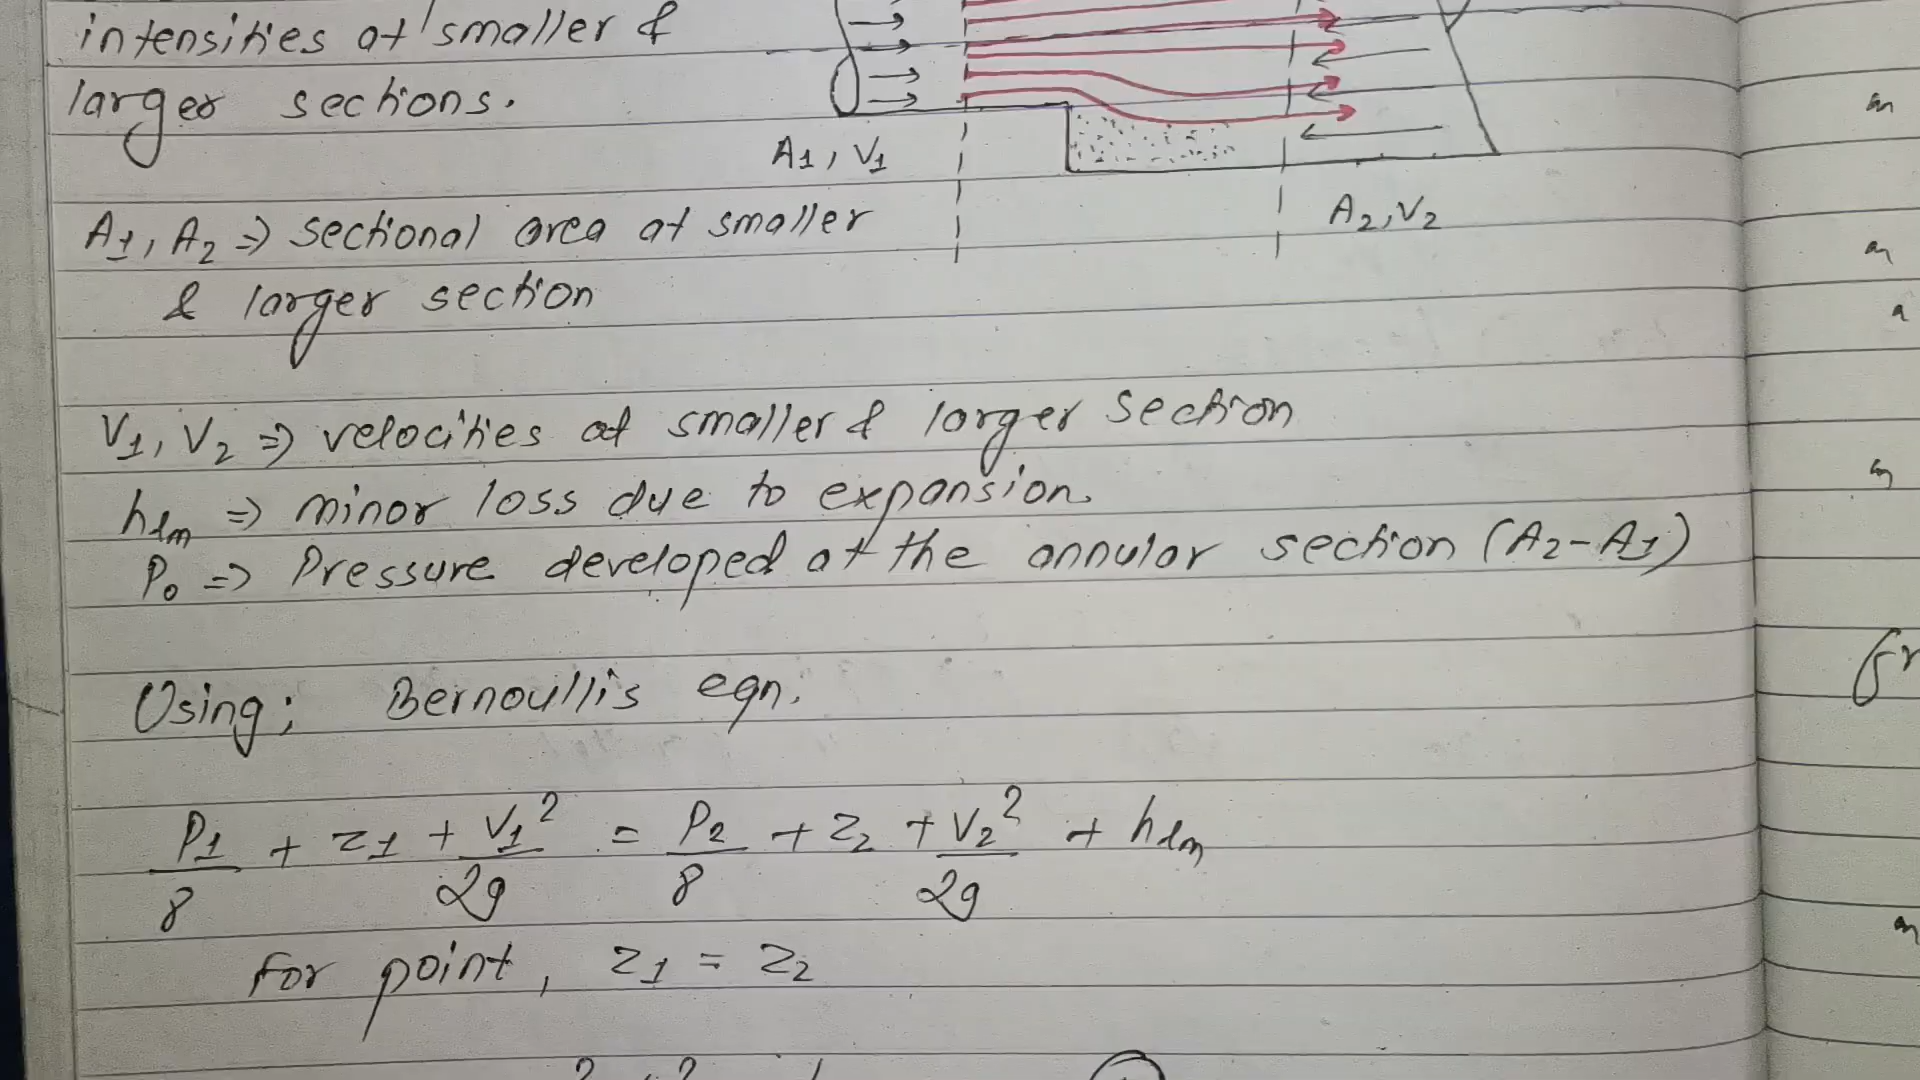 intensities at smaller &
larger sections.
A1, V1
A2, V2
A1, A2 ⇒ sectional area at smaller
& larger section
V1, V2 ⇒ velocities at smaller & larger section
hlm ⇒ minor loss due to expansion.
P0 ⇒ Pressure developed at the annular section (A2-A1)
Using; Bernoullis eqn.
P1/γ + z1 + V1²/2g = P2/γ + z2 + V2²/2g + hlm
for point, z1 = z2